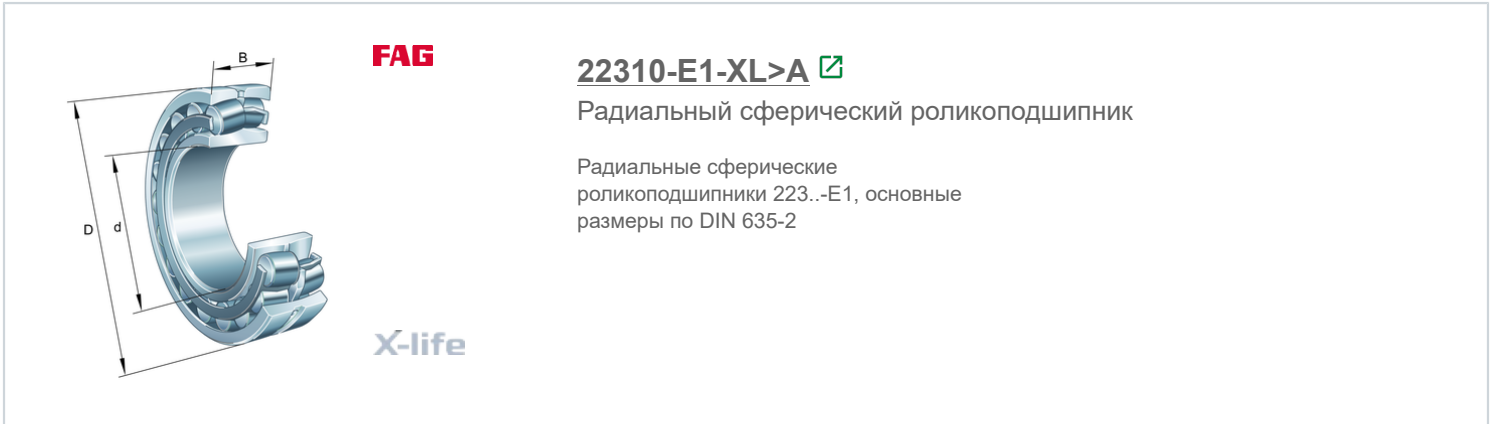 B
FAG
22310-E1-XL>A
Радиальный сферический роликоподшипник
Радиальные сферические
роликоподшипники 223..-E1, основные
размеры по DIN 635-2
D
d
X-life